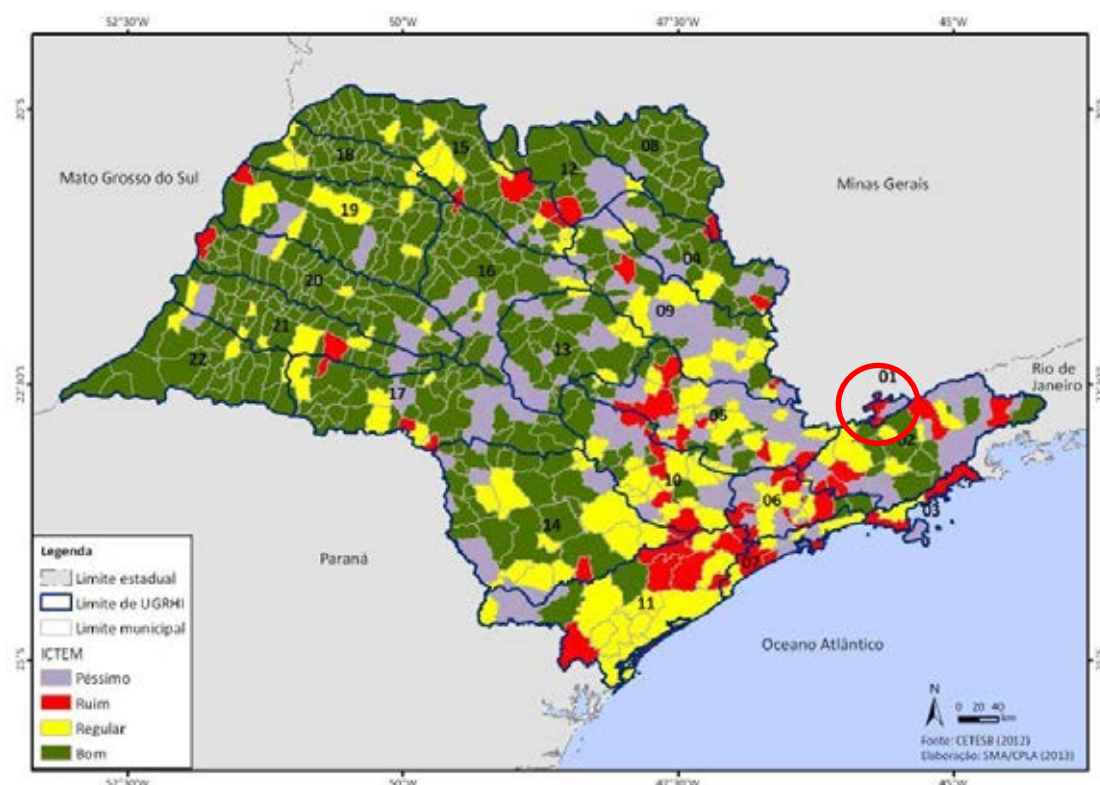 52°30'W 50°W 47°30'W 45°W
20°S
Mato Grosso do Sul
Minas Gerais
18
15
12
08
19
04
16
20
09
21
13
22
22°30'S
17
01
Rio de
Janeiro
05
02
10
06
03
14
07
11
Paraná
Oceano Atlântico
Legenda
Limite estadual
Limite de UGRHI
Limite municipal
ICTEM
Péssimo
Ruim
Regular
Bom
N
0 20 40
km
Fonte: CETESB (2012)
Elaboração: SMA/CPLA (2013)
50°W 47°30'W 45°W